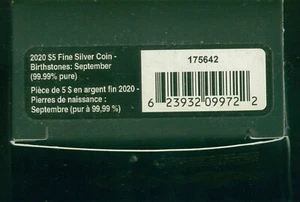 2020 $5 Fine Silver Coin -
Birthstones: September
(99.99% pure)
Pièce de 5 $ en argent fin 2020 -
Pierres de naissance :
Septembre (pur à 99,99 %)
175642
6 23932 09972 2